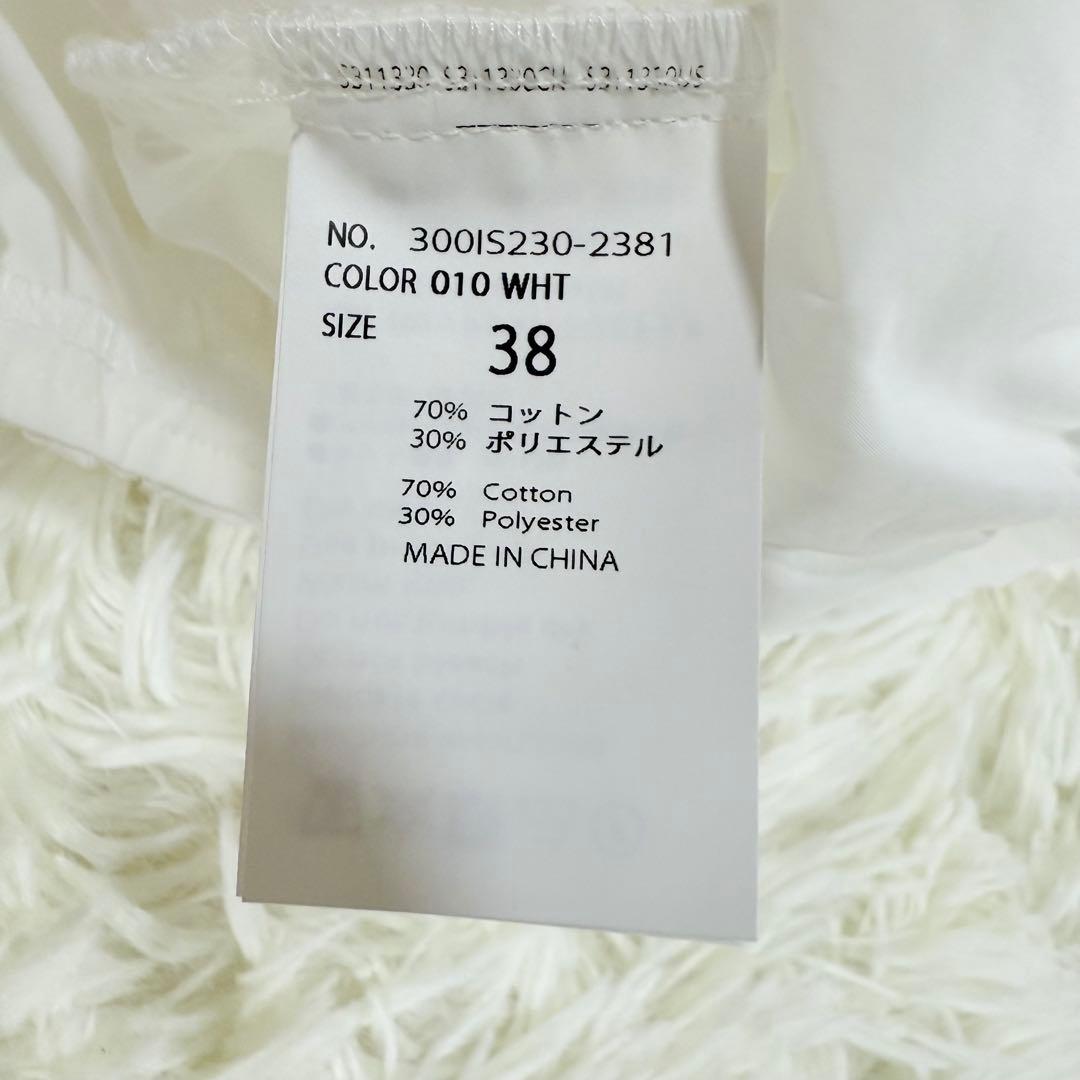 NO. 300IS230-2381
COLOR 010 WHT
SIZE 38
70% コットン
30% ポリエステル
70% Cotton
30% Polyester
MADE IN CHINA